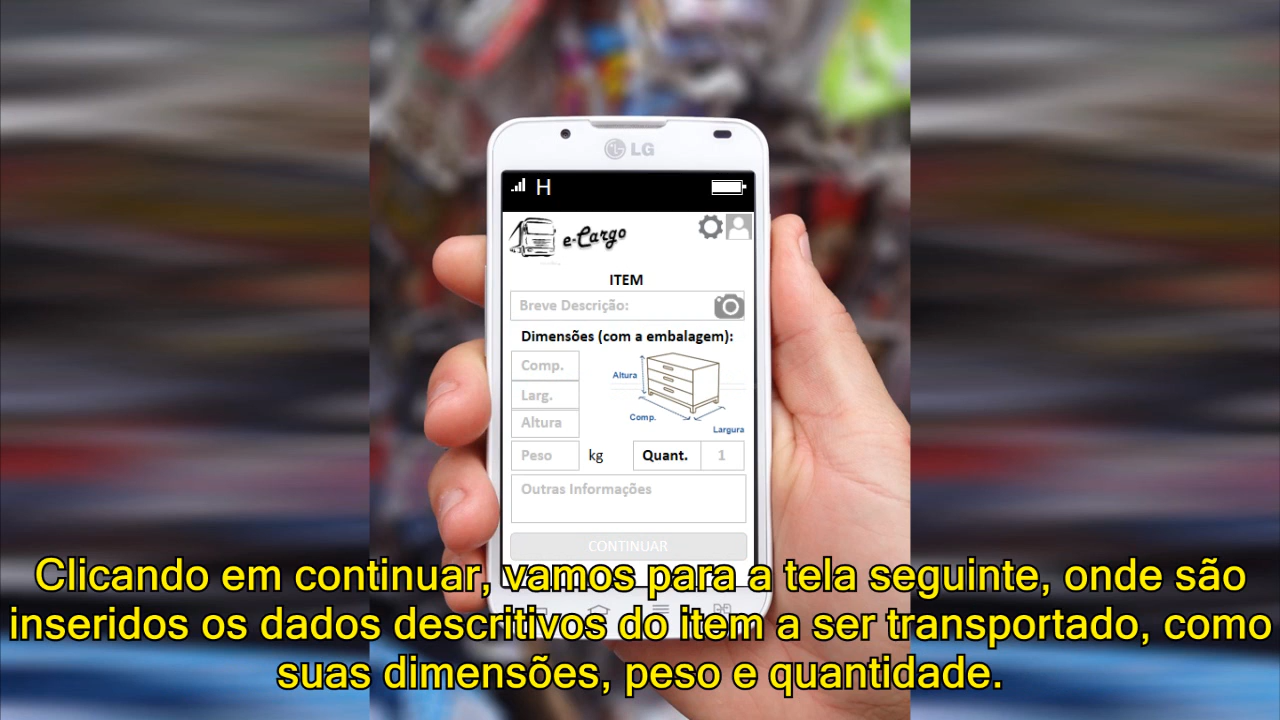 LG
H
e-Cargo
ITEM
Breve Descrição:
Dimensões (com a embalagem):
Comp.
Larg.
Altura
Altura
Comp.
Largura
Peso
kg
Quant.
1
Outras Informações
CONTINUAR
Clicando em continuar, vamos para a tela seguinte, onde são
inseridos os dados descritivos do item a ser transportado, como
suas dimensões, peso e quantidade.